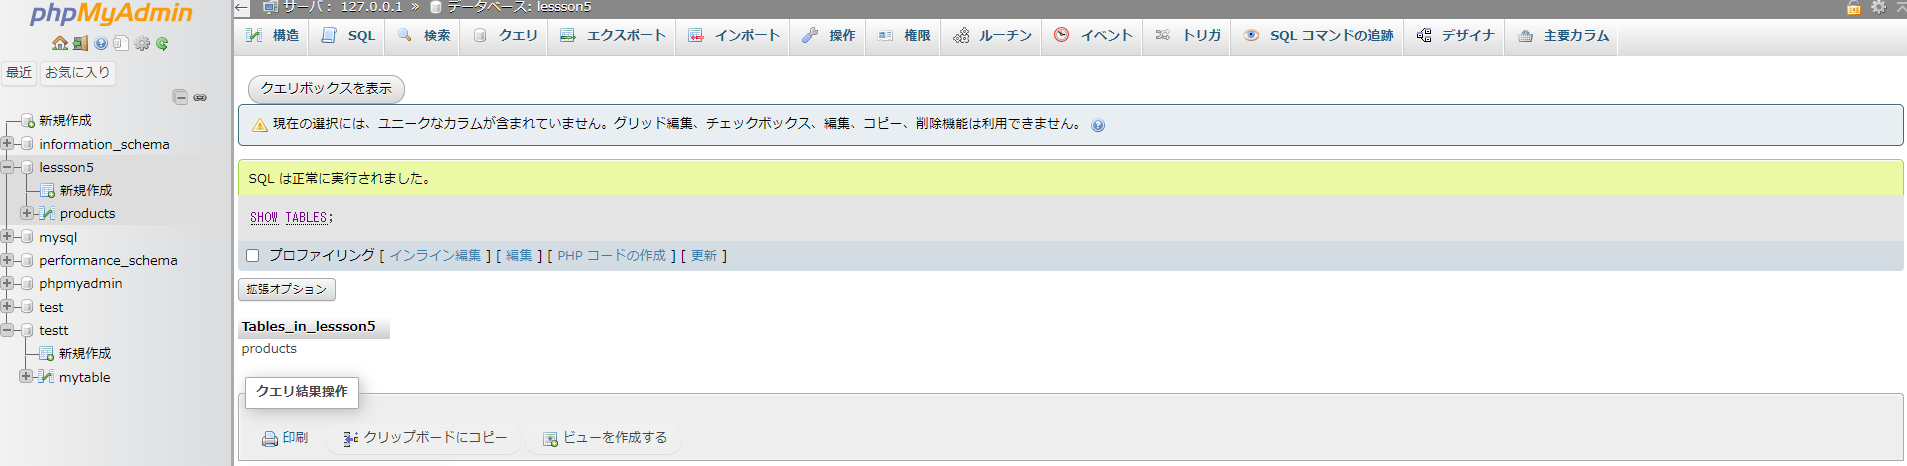 phpMyAdmin
最近 お気に入り
新規作成
information_schema
lessson5
新規作成
products
mysql
performance_schema
phpmyadmin
test
testt
新規作成
mytable
サーバ: 127.0.0.1 » データベース: lessson5
構造 SQL 検索 クエリ エクスポート インポート 操作 権限 ルーチン イベント トリガ SQL コマンドの追跡 デザイナ 主要カラム
クエリボックスを表示
現在の選択には、ユニークなカラムが含まれていません。グリッド編集、チェックボックス、編集、コピー、削除機能は利用できません。
SQL は正常に実行されました。
SHOW TABLES;
プロファイリング [ インライン編集 ] [ 編集 ] [ PHP コードの作成 ] [ 更新 ]
拡張オプション
Tables_in_lessson5
products
クエリ結果操作
印刷 クリップボードにコピー ビューを作成する